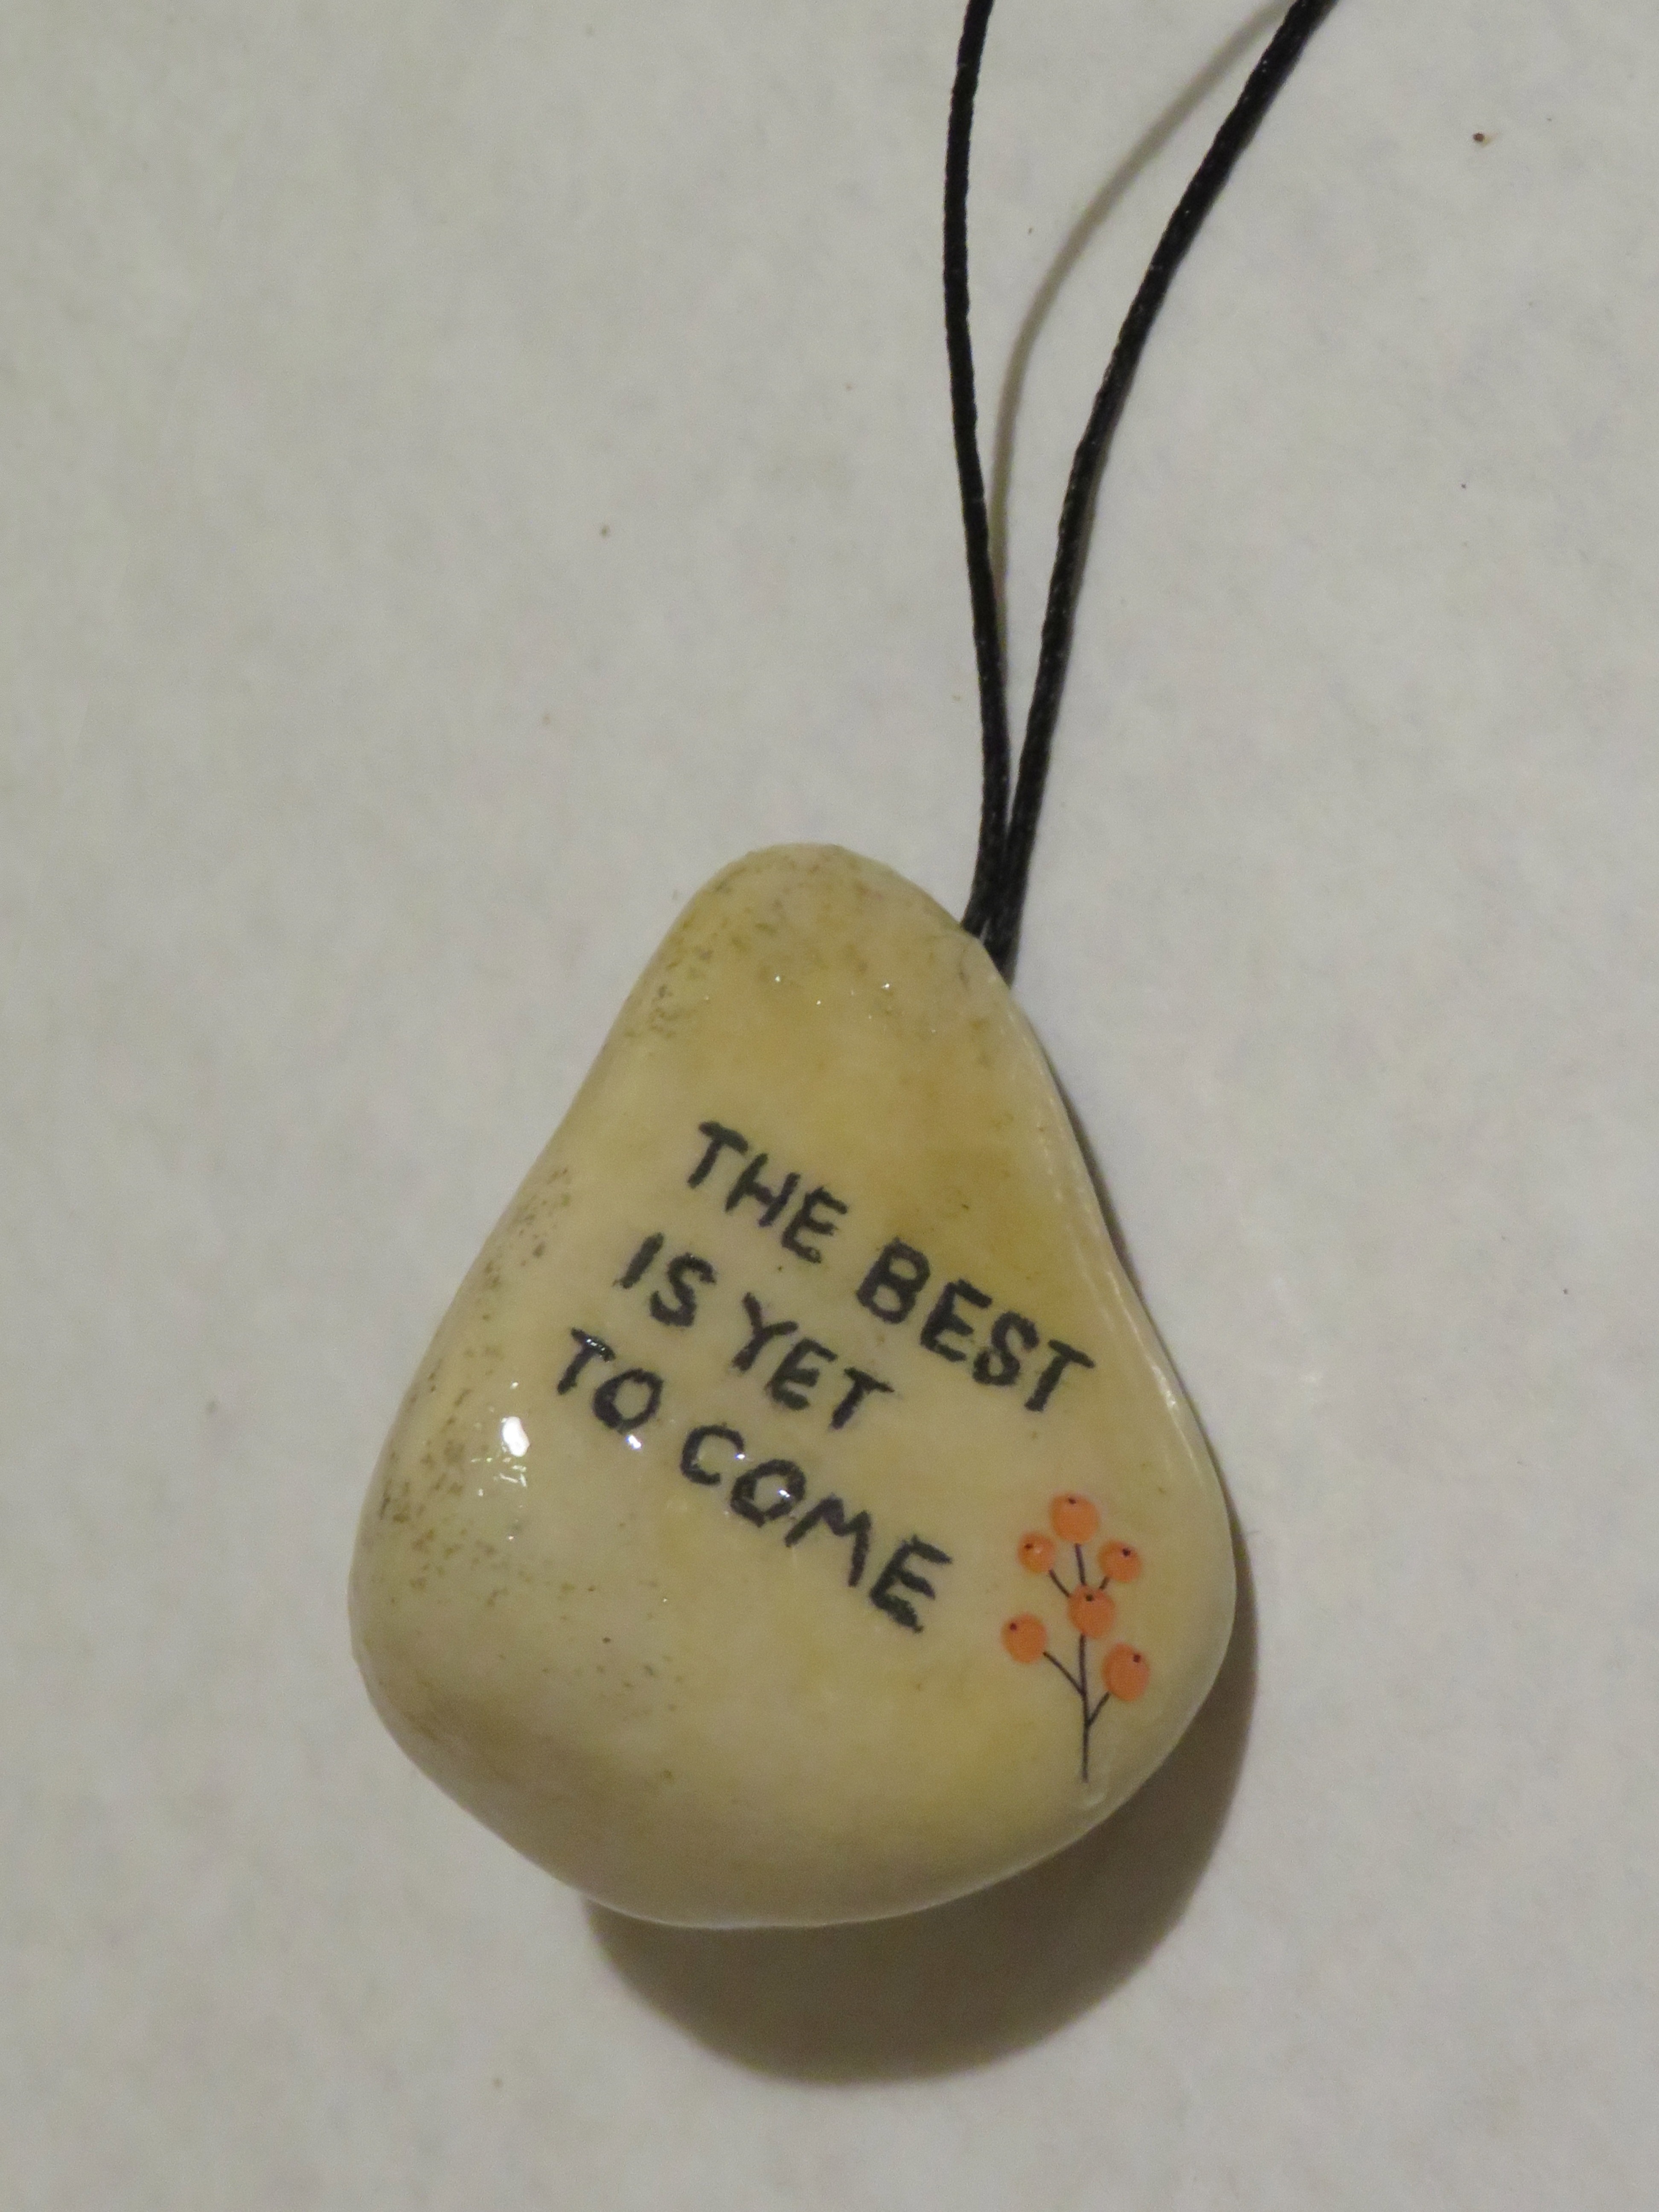 THE BEST
IS YET
TO COME